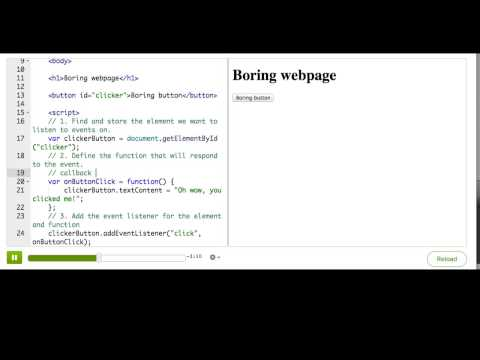 9 <body>
10
11 <h1>Boring webpage</h1>
12
13 <button id="clicker">Boring button</button>
14
15 <script>
16 // 1. Find and store the element we want to
listen to events on.
17 var clickerButton = document.getElementById
("clicker");
18 // 2. Define the function that will respond
to the event.
19 // callback
20 var onButtonClick = function() {
21 clickerButton.textContent = "Oh wow, you
clicked me!";
22 };
23 // 3. Add the event listener for the element
and function
24 clickerButton.addEventListener("click",
onButtonClick);
Boring webpage
Boring button
-1:10
Reload